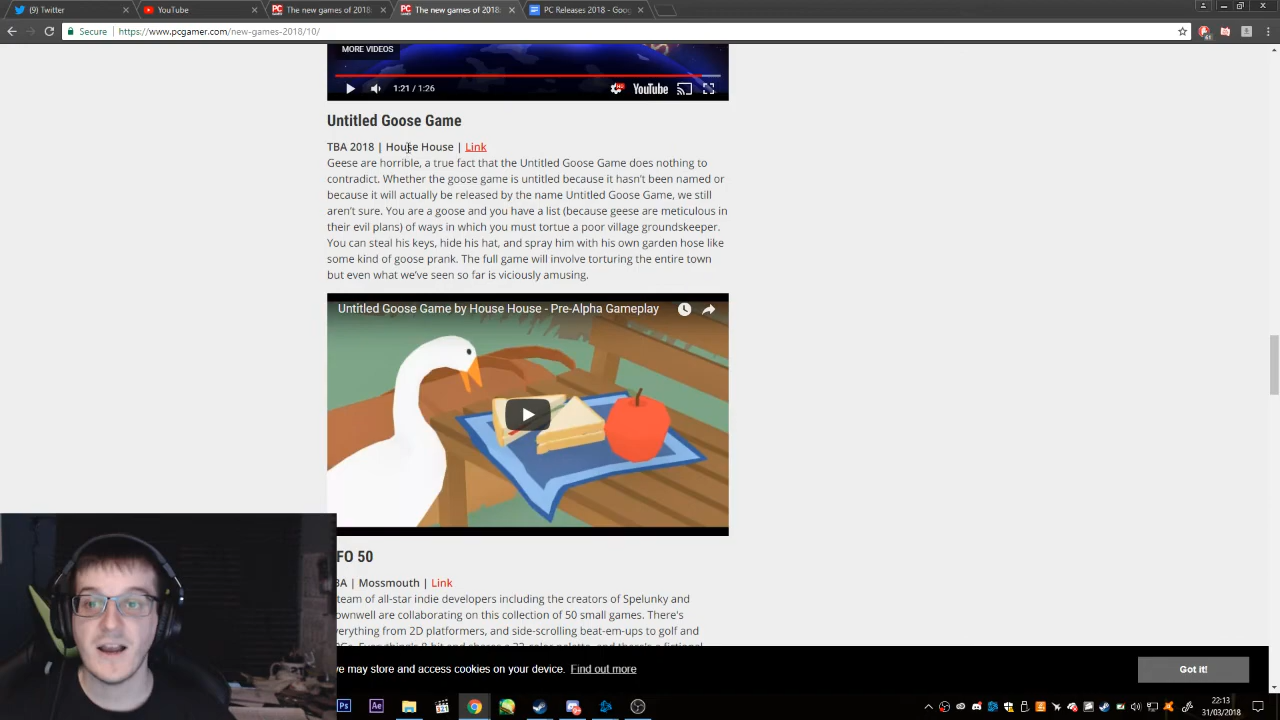 (3) Twitter
YouTube
The new games of 2018:
The new games of 2018:
PC Releases 2018 - Goog
Secure
https://www.pcgamer.com/new-games-2018/10/
61
MORE VIDEOS
1:21 / 1:26
HD
YouTube
Untitled Goose Game
TBA 2018 | House House | Link
Geese are horrible, a true fact that the Untitled Goose Game does nothing to
contradict. Whether the goose game is untitled because it hasn't been named or
because it will actually be released by the name Untitled Goose Game, we still
aren't sure. You are a goose and you have a list (because geese are meticulous in
their evil plans) of ways in which you must tortue a poor village groundskeeper.
You can steal his keys, hide his hat, and spray him with his own garden hose like
some kind of goose prank. The full game will involve torturing the entire town
but even what we've seen so far is viciously amusing.
Untitled Goose Game by House House - Pre-Alpha Gameplay
FO 50
BA | Mossmouth | Link
team of all-star indie developers including the creators of Spelunky and
ownwell are collaborating on this collection of 50 small games. There's
verything from 2D platformers, and side-scrolling beat-em-ups to golf and
we may store and access cookies on your device. Find out more
Got it!
Ps
Ae
22:13
31/03/2018